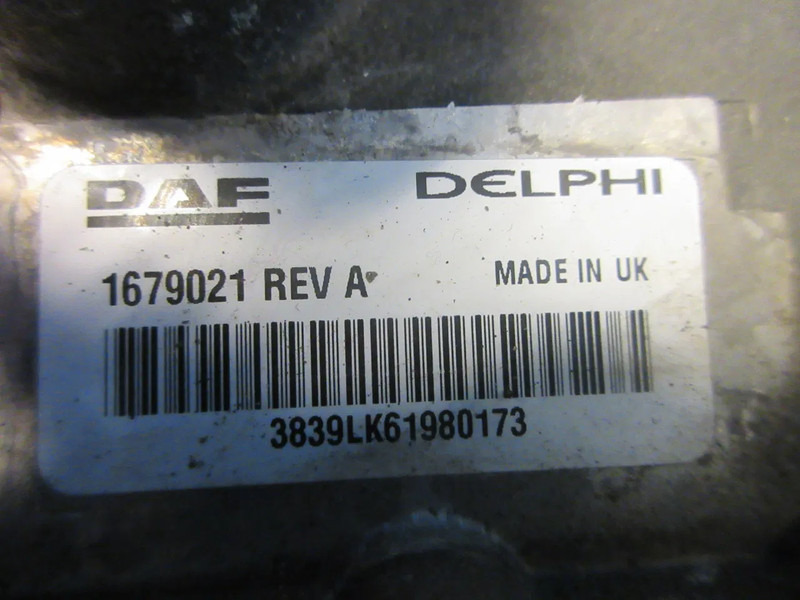 DAF DELPHI
1679021 REV A MADE IN UK
3839LK61980173